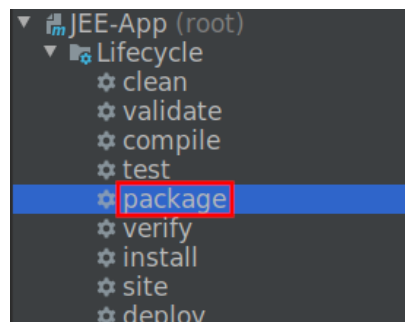 JEE-App (root)
Lifecycle
clean
validate
compile
test
package
verify
install
site
deploy